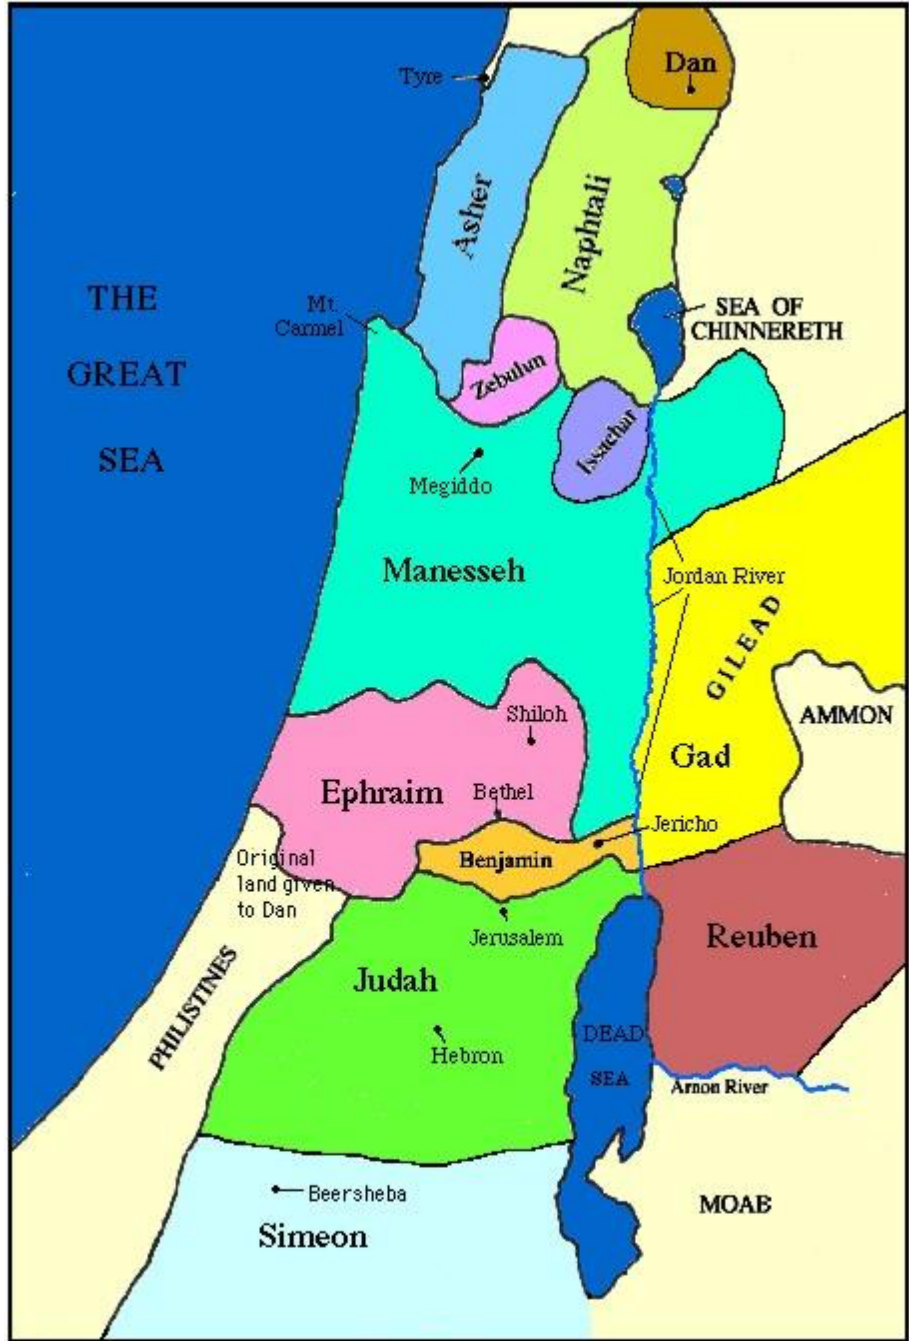 Dan
Tyre
Asher
Naphtali
THE
GREAT
SEA
Mt.
Carmel
SEA OF
CHINNERETH
Zebulun
Issachar
Megiddo
Manesseh
Jordan River
GILEAD
Shiloh
AMMON
Gad
Ephraim
Bethel
Jericho
Benjamin
Original
land given
to Dan
Jerusalem
Reuben
Judah
PHILISTINES
Hebron
DEAD
SEA
Arnon River
Beersheba
MOAB
Simeon